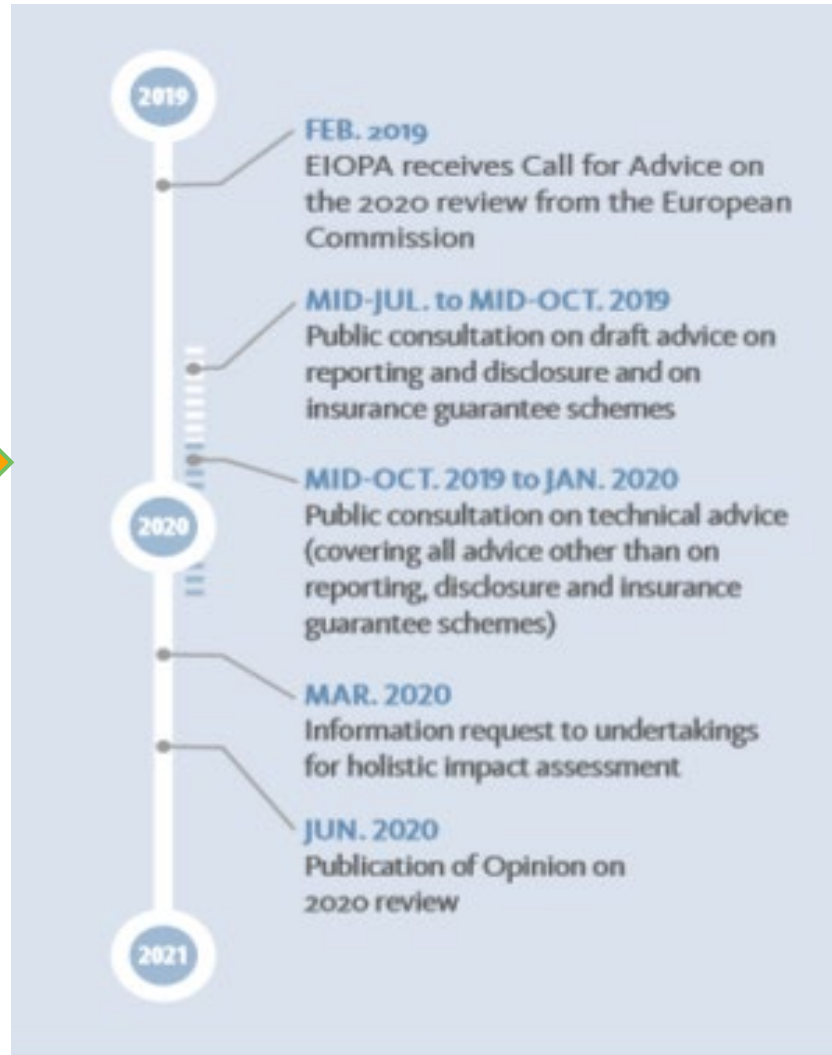 2019
FEB. 2019
EIOPA receives Call for Advice on
the 2020 review from the European
Commission
MID-JUL. to MID-OCT. 2019
Public consultation on draft advice on
reporting and disclosure and on
insurance guarantee schemes
MID-OCT. 2019 to JAN. 2020
Public consultation on technical advice
(covering all advice other than on
reporting, disclosure and insurance
guarantee schemes)
2020
MAR. 2020
Information request to undertakings
for holistic impact assessment
JUN. 2020
Publication of Opinion on
2020 review
2021